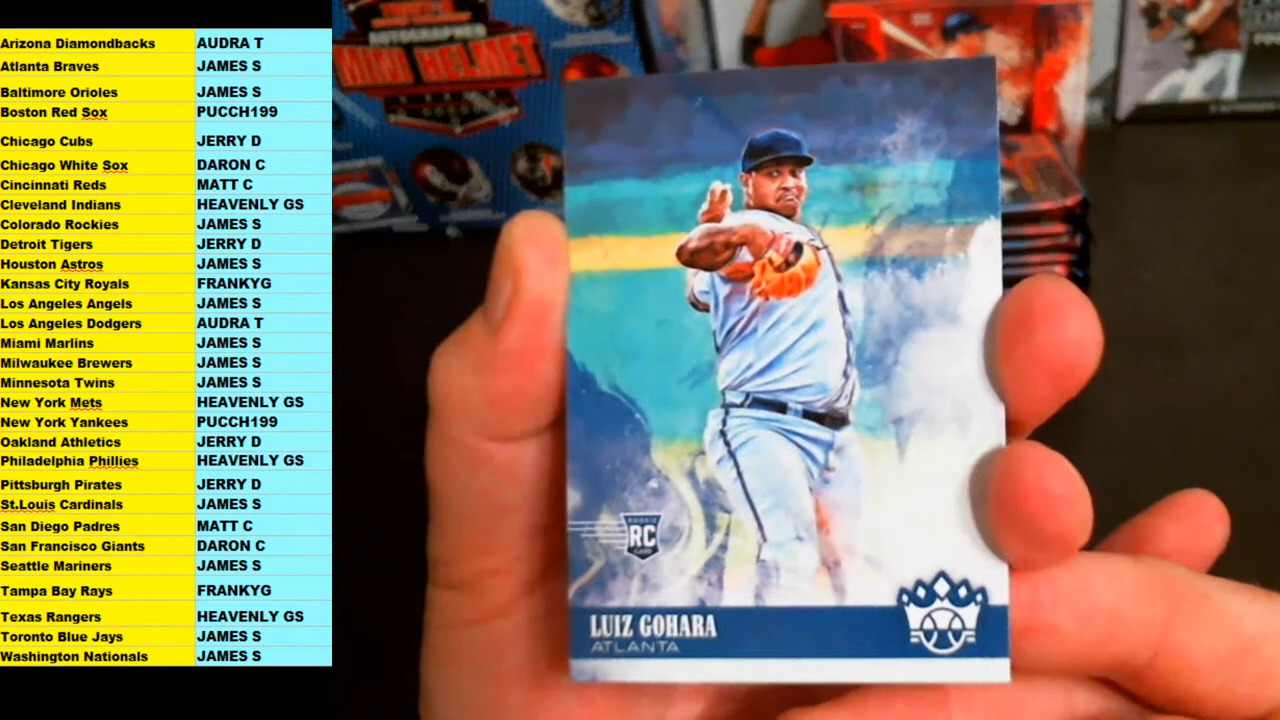 Arizona Diamondbacks AUDRA T
Atlanta Braves JAMES S
Baltimore Orioles JAMES S
Boston Red Sox PUCCH199
Chicago Cubs JERRY D
Chicago White Sox DARON C
Cincinnati Reds MATT C
Cleveland Indians HEAVENLY GS
Colorado Rockies JAMES S
Detroit Tigers JERRY D
Houston Astros JAMES S
Kansas City Royals FRANKYG
Los Angeles Angels JAMES S
Los Angeles Dodgers AUDRA T
Miami Marlins JAMES S
Milwaukee Brewers JAMES S
Minnesota Twins JAMES S
New York Mets HEAVENLY GS
New York Yankees PUCCH199
Oakland Athletics JERRY D
Philadelphia Phillies HEAVENLY GS
Pittsburgh Pirates JERRY D
St.Louis Cardinals JAMES S
San Diego Padres MATT C
San Francisco Giants DARON C
Seattle Mariners JAMES S
Tampa Bay Rays FRANKYG
Texas Rangers HEAVENLY GS
Toronto Blue Jays JAMES S
Washington Nationals JAMES S
AUTOGRAPHED
MINI HELMET
ROOKIE
RC
CARD
LUIZ GOHARA
ATLANTA